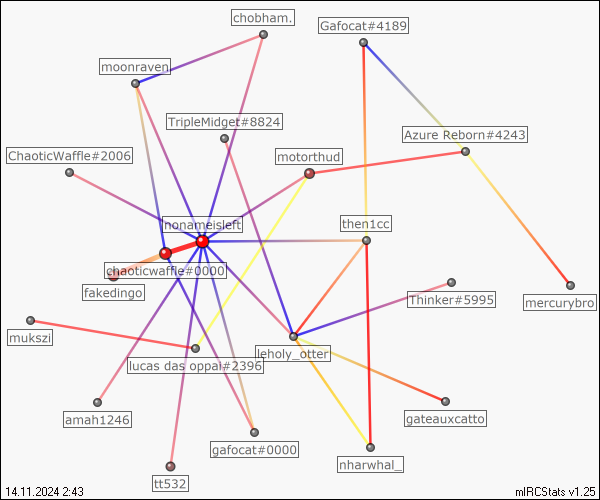 chobham.
Gafocat#4189
moonraven
TripleMidget#8824
Azure Reborn#4243
ChaoticWaffle#2006
motorthud
nonameisleft
then1cc
chaoticwaffle#0000
fakedingo
Thinker#5995
mercurybro
mukszi
leholy_otter
lucas das oppai#2396
amah1246
gateauxcatto
gafocat#0000
nharwhal_
tt532
14.11.2024 2:43
mIRCStats v1.25